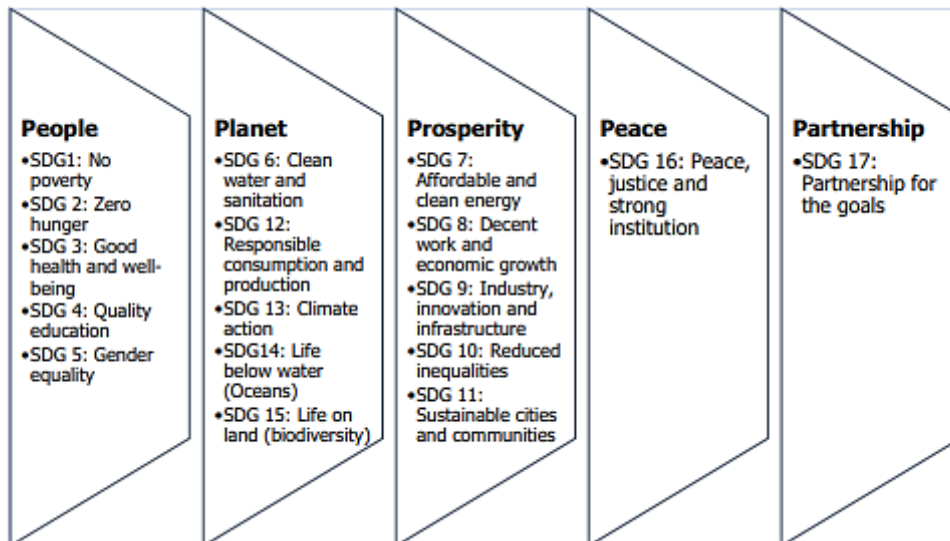 People
•SDG1: No
poverty
•SDG 2: Zero
hunger
•SDG 3: Good
health and well-
being
•SDG 4: Quality
education
•SDG 5: Gender
equality
Planet
•SDG 6: Clean
water and
sanitation
•SDG 12:
Responsible
consumption and
production
•SDG 13: Climate
action
•SDG14: Life
below water
(Oceans)
•SDG 15: Life on
land (biodiversity)
Prosperity
•SDG 7:
Affordable and
clean energy
•SDG 8: Decent
work and
economic growth
•SDG 9: Industry,
innovation and
infrastructure
•SDG 10: Reduced
inequalities
•SDG 11:
Sustainable cities
and communities
Peace
•SDG 16: Peace,
justice and
strong
institution
Partnership
•SDG 17:
Partnership for
the goals